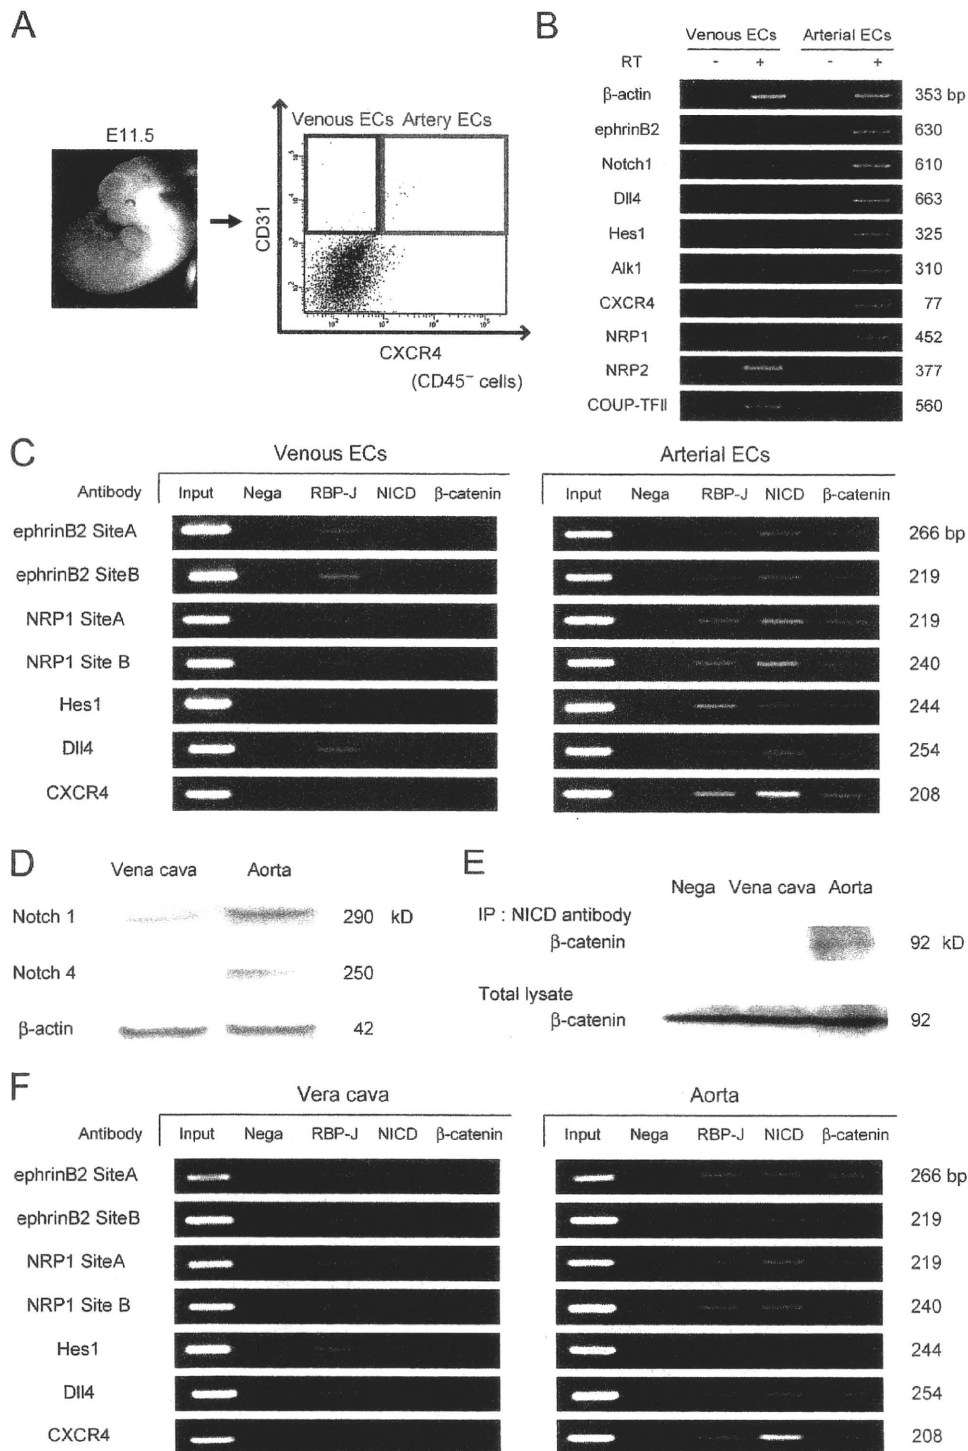 A
E11.5
Venous ECs Artery ECs
CD31
CXCR4
(CD45⁻ cells)
B
Venous ECs Arterial ECs
RT - + - +
β-actin 353 bp
ephrinB2 630
Notch1 610
Dll4 663
Hes1 325
Alk1 310
CXCR4 77
NRP1 452
NRP2 377
COUP-TFII 560
C
Venous ECs Arterial ECs
Antibody Input Nega RBP-J NICD β-catenin Input Nega RBP-J NICD β-catenin
ephrinB2 SiteA 266 bp
ephrinB2 SiteB 219
NRP1 SiteA 219
NRP1 Site B 240
Hes1 244
Dll4 254
CXCR4 208
D
Vena cava Aorta
Notch 1 290 kD
Notch 4 250
β-actin 42
E
Nega Vena cava Aorta
IP : NICD antibody
β-catenin 92 kD
Total lysate
β-catenin 92
F
Vera cava Aorta
Antibody Input Nega RBP-J NICD β-catenin Input Nega RBP-J NICD β-catenin
ephrinB2 SiteA 266 bp
ephrinB2 SiteB 219
NRP1 SiteA 219
NRP1 Site B 240
Hes1 244
Dll4 254
CXCR4 208